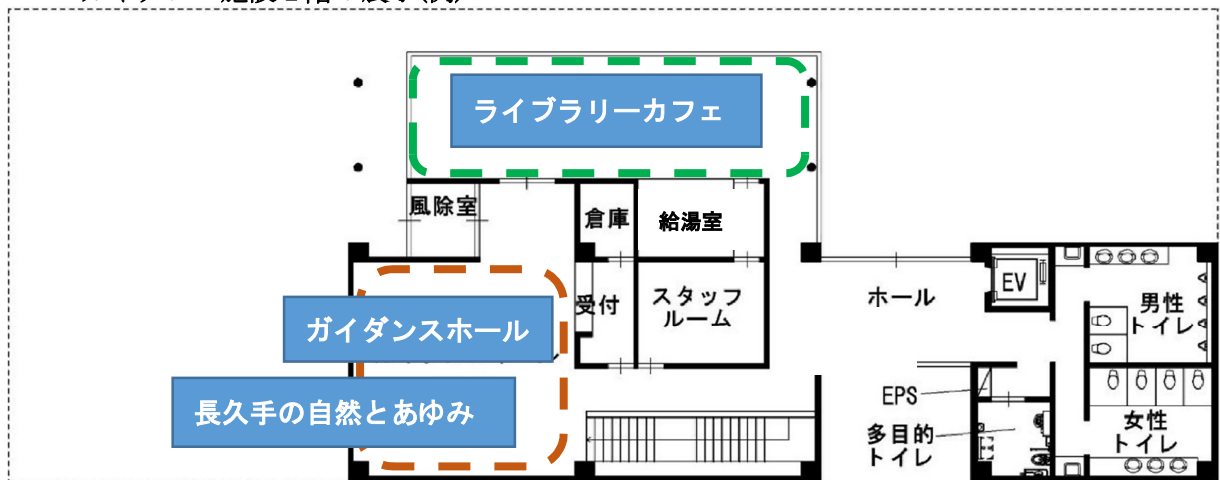 ライブラリーカフェ
風除室
倉庫
給湯室
ガイダンスホール
受付
スタッフ
ルーム
ホール
EV
男性
トイレ
長久手の自然とあゆみ
EPS
多目的
トイレ
女性
トイレ